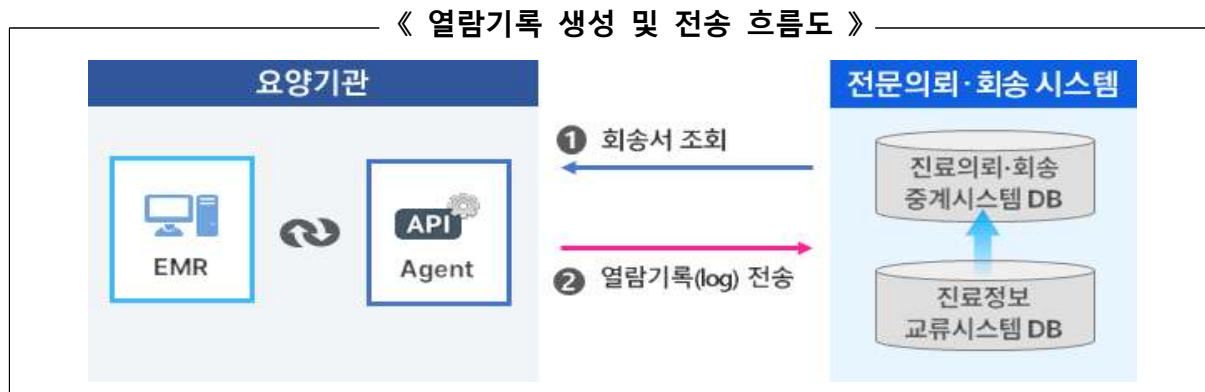 《 열람기록 생성 및 전송 흐름도 》
요양기관
EMR
API
Agent
❶ 회송서 조회
❷ 열람기록(log) 전송
전문의뢰·회송 시스템
진료의뢰·회송
중계시스템 DB
진료정보
교류시스템 DB